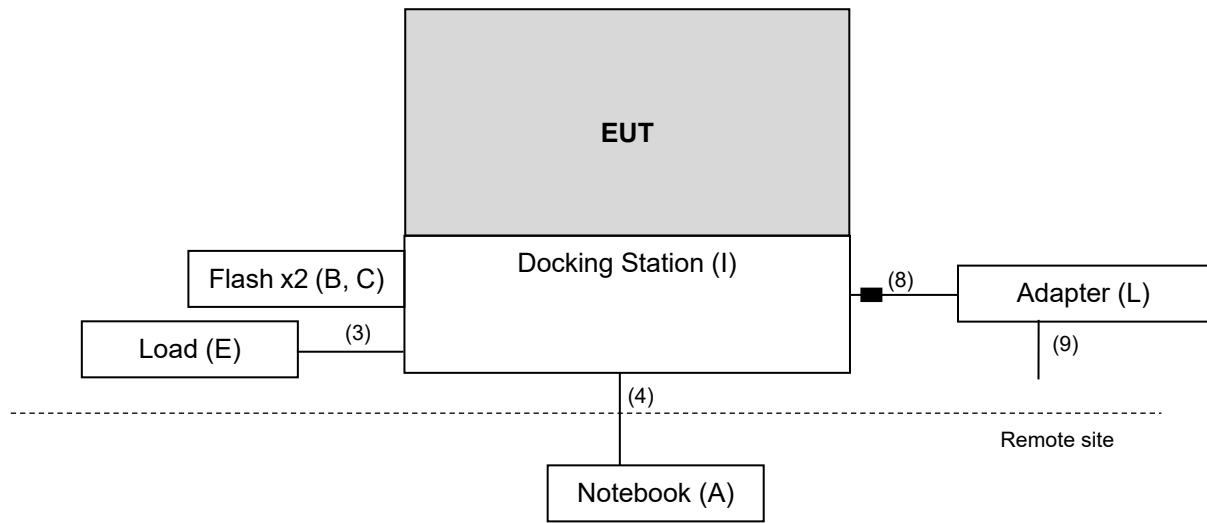 EUT
Docking Station (I)
Flash x2 (B, C)
(8)
Adapter (L)
Load (E)
(3)
(9)
(4)
Remote site
Notebook (A)